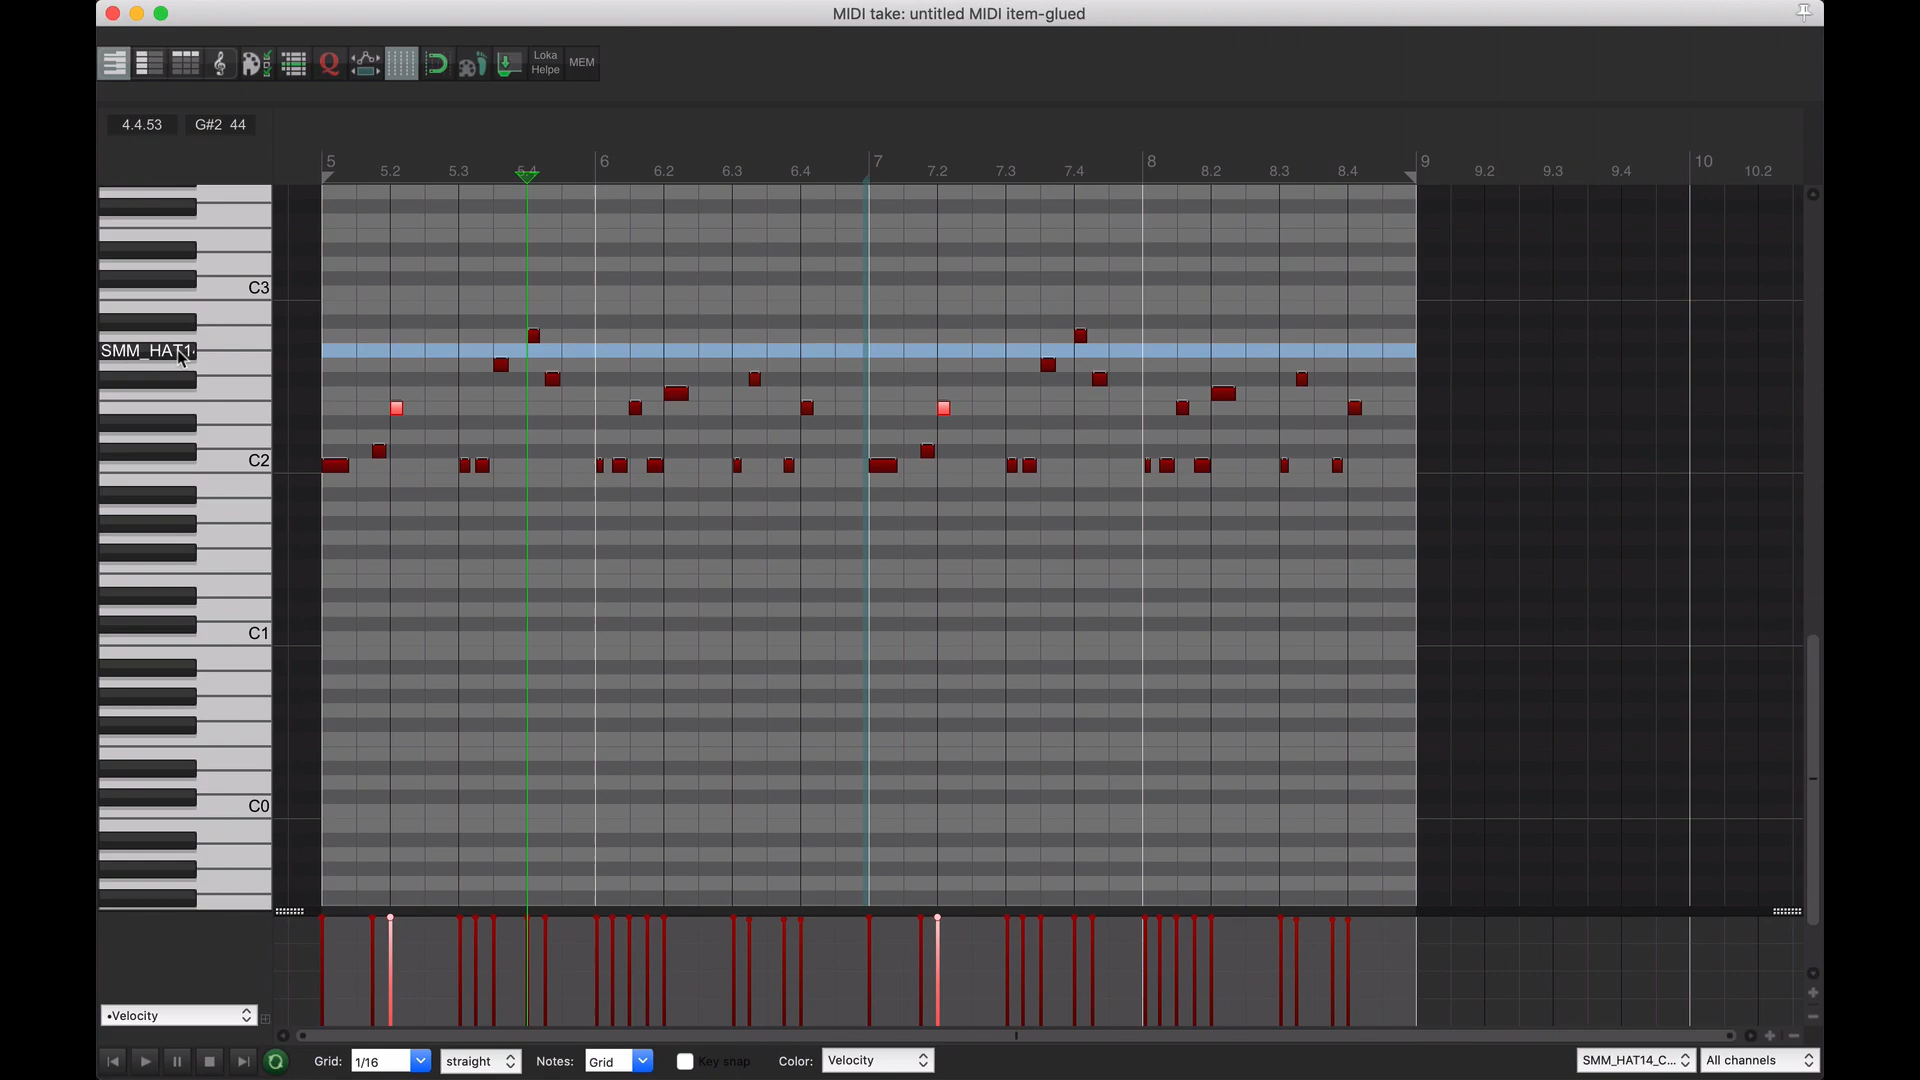 MIDI take: untitled MIDI item-glued
Q
Loka
Helpe
MEM
4.4.53 G#2 44
5 6 7 8 9 10
5.2 5.3 5.4 6.2 6.3 6.4 7.2 7.3 7.4 8.2 8.3 8.4 9.2 9.3 9.4 10.2
C3
SMM_HAT1
C2
C1
C0
•Velocity
Grid: 1/16 straight Notes: Grid Key snap Color: Velocity SMM_HAT14_C... All channels